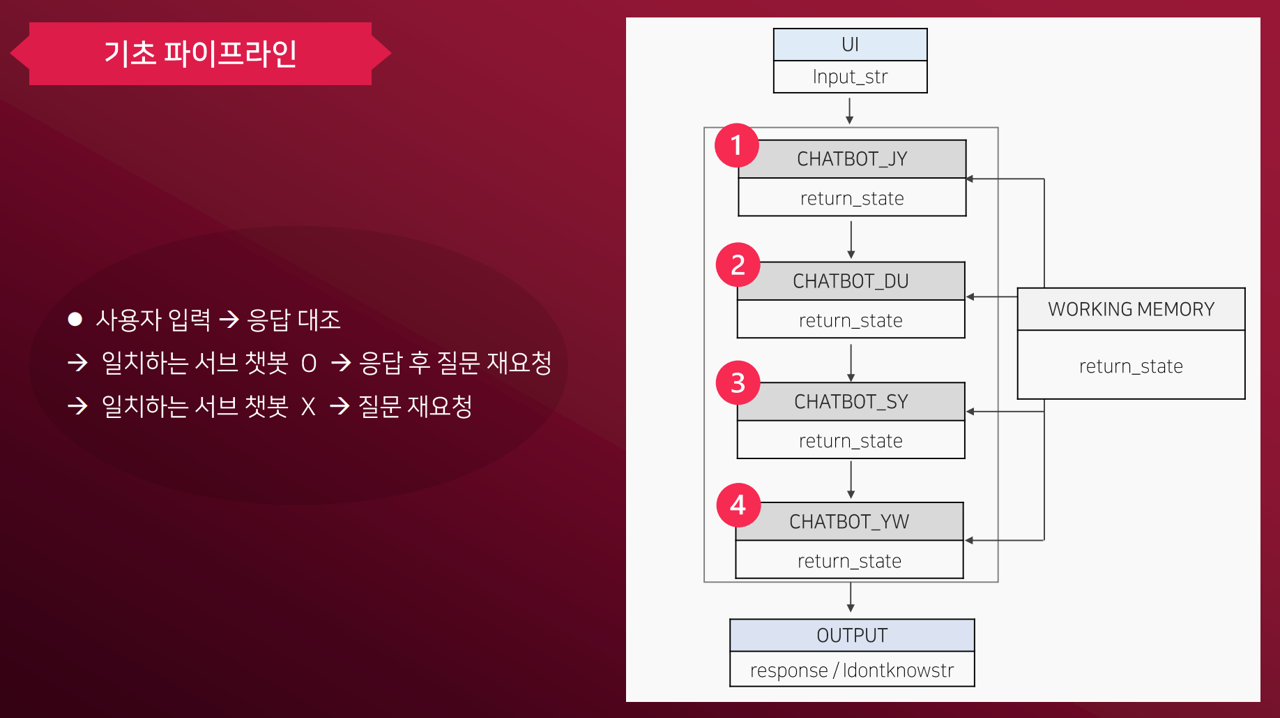 기초 파이프라인
● 사용자 입력 → 응답 대조
→ 일치하는 서브 챗봇 O → 응답 후 질문 재요청
→ 일치하는 서브 챗봇 X → 질문 재요청
UI
Input_str
1
CHATBOT_JY
return_state
2
CHATBOT_DU
return_state
3
CHATBOT_SY
return_state
4
CHATBOT_YW
return_state
WORKING MEMORY
return_state
OUTPUT
response / Idontknowstr